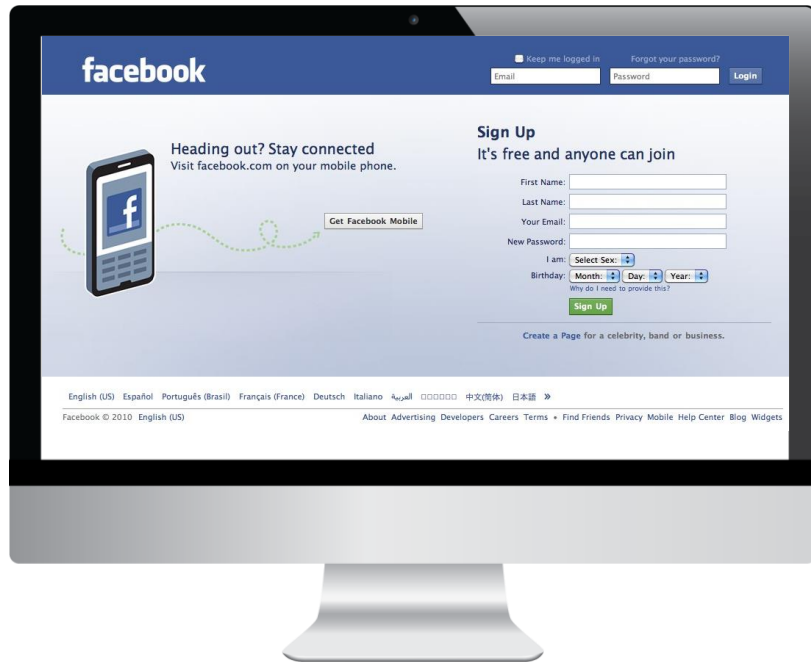 facebook
Keep me logged in Forgot your password?
Email Password Login
Heading out? Stay connected
Visit facebook.com on your mobile phone.
Get Facebook Mobile
Sign Up
It's free and anyone can join
First Name:
Last Name:
Your Email:
New Password:
I am: Select Sex:
Birthday: Month: Day: Year:
Why do I need to provide this?
Sign Up
Create a Page for a celebrity, band or business.
English (US) Español Português (Brasil) Français (France) Deutsch Italiano العربية 中文(简体) 日本語 »
Facebook © 2010 English (US) About Advertising Developers Careers Terms • Find Friends Privacy Mobile Help Center Blog Widgets